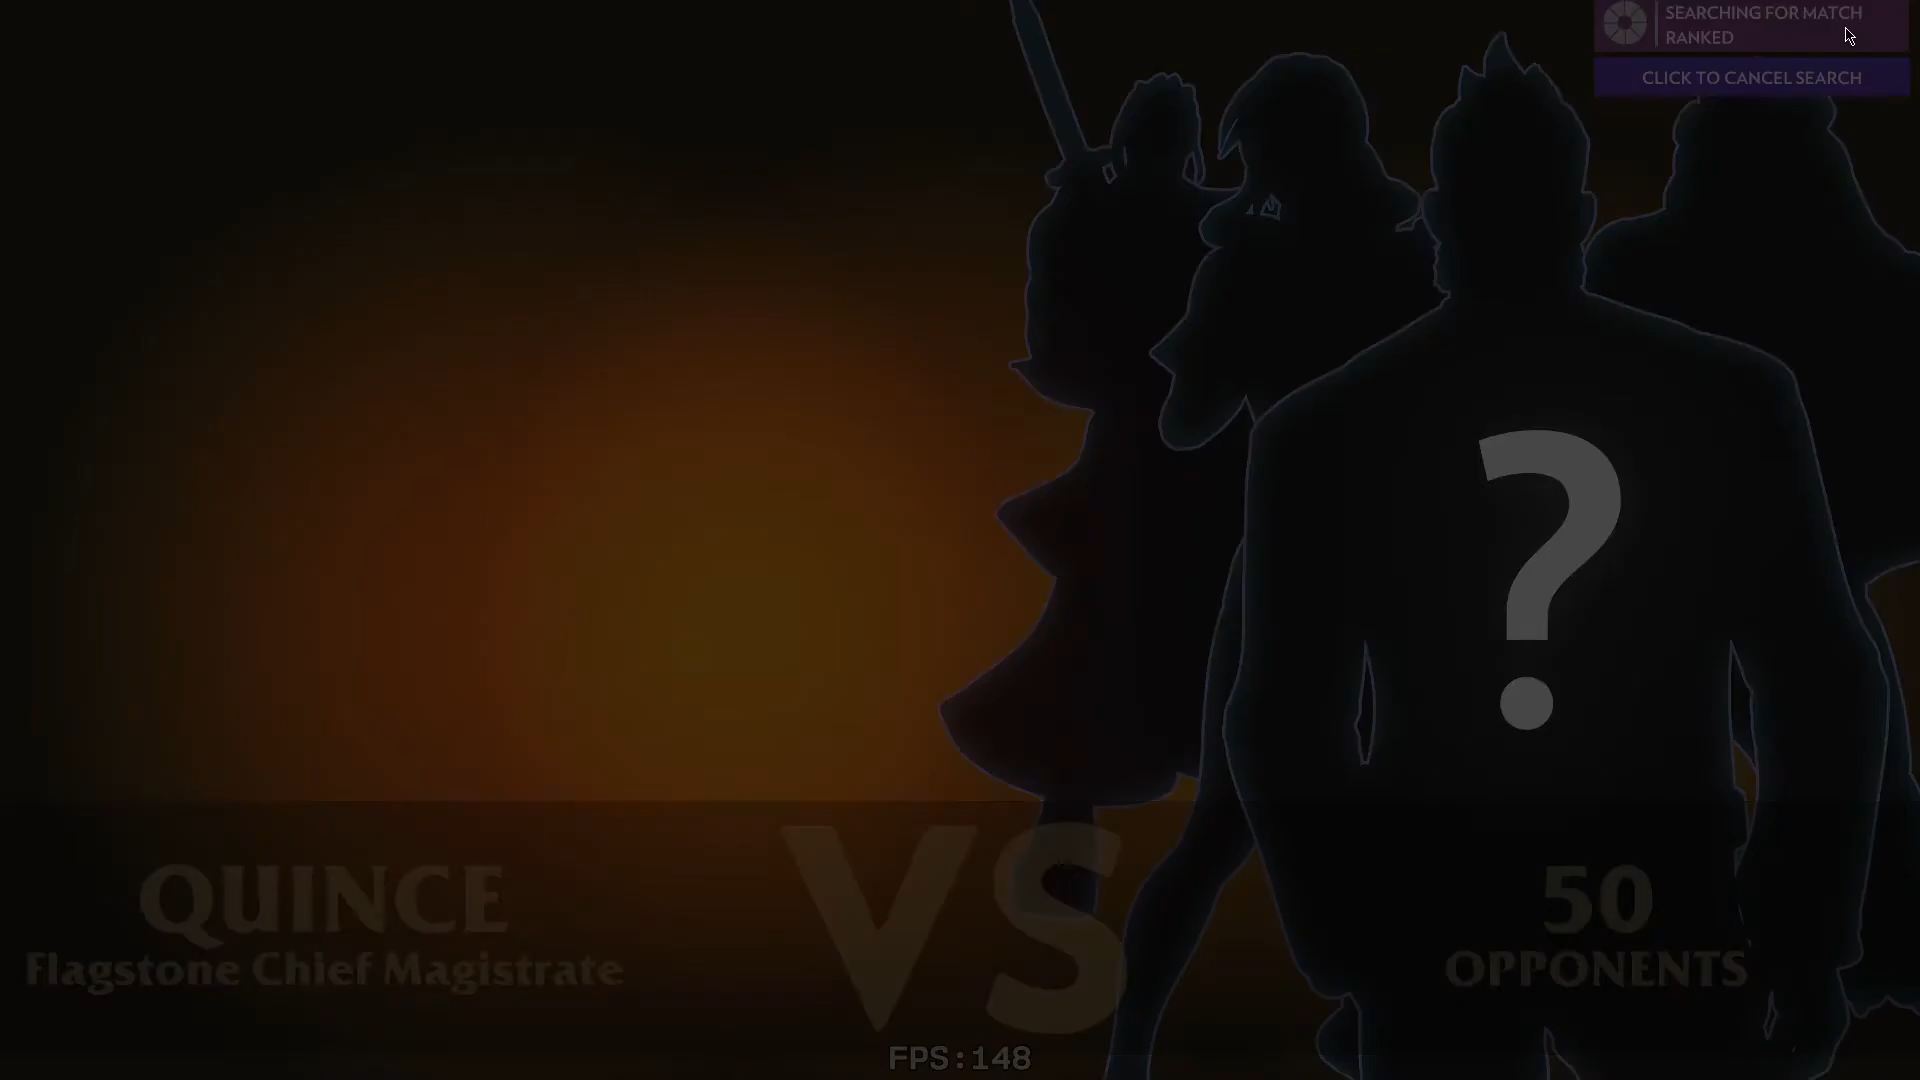 SEARCHING FOR MATCH
RANKED
CLICK TO CANCEL SEARCH
?
QUINCE
Flagstone Chief Magistrate
VS
50
OPPONENTS
FPS:148